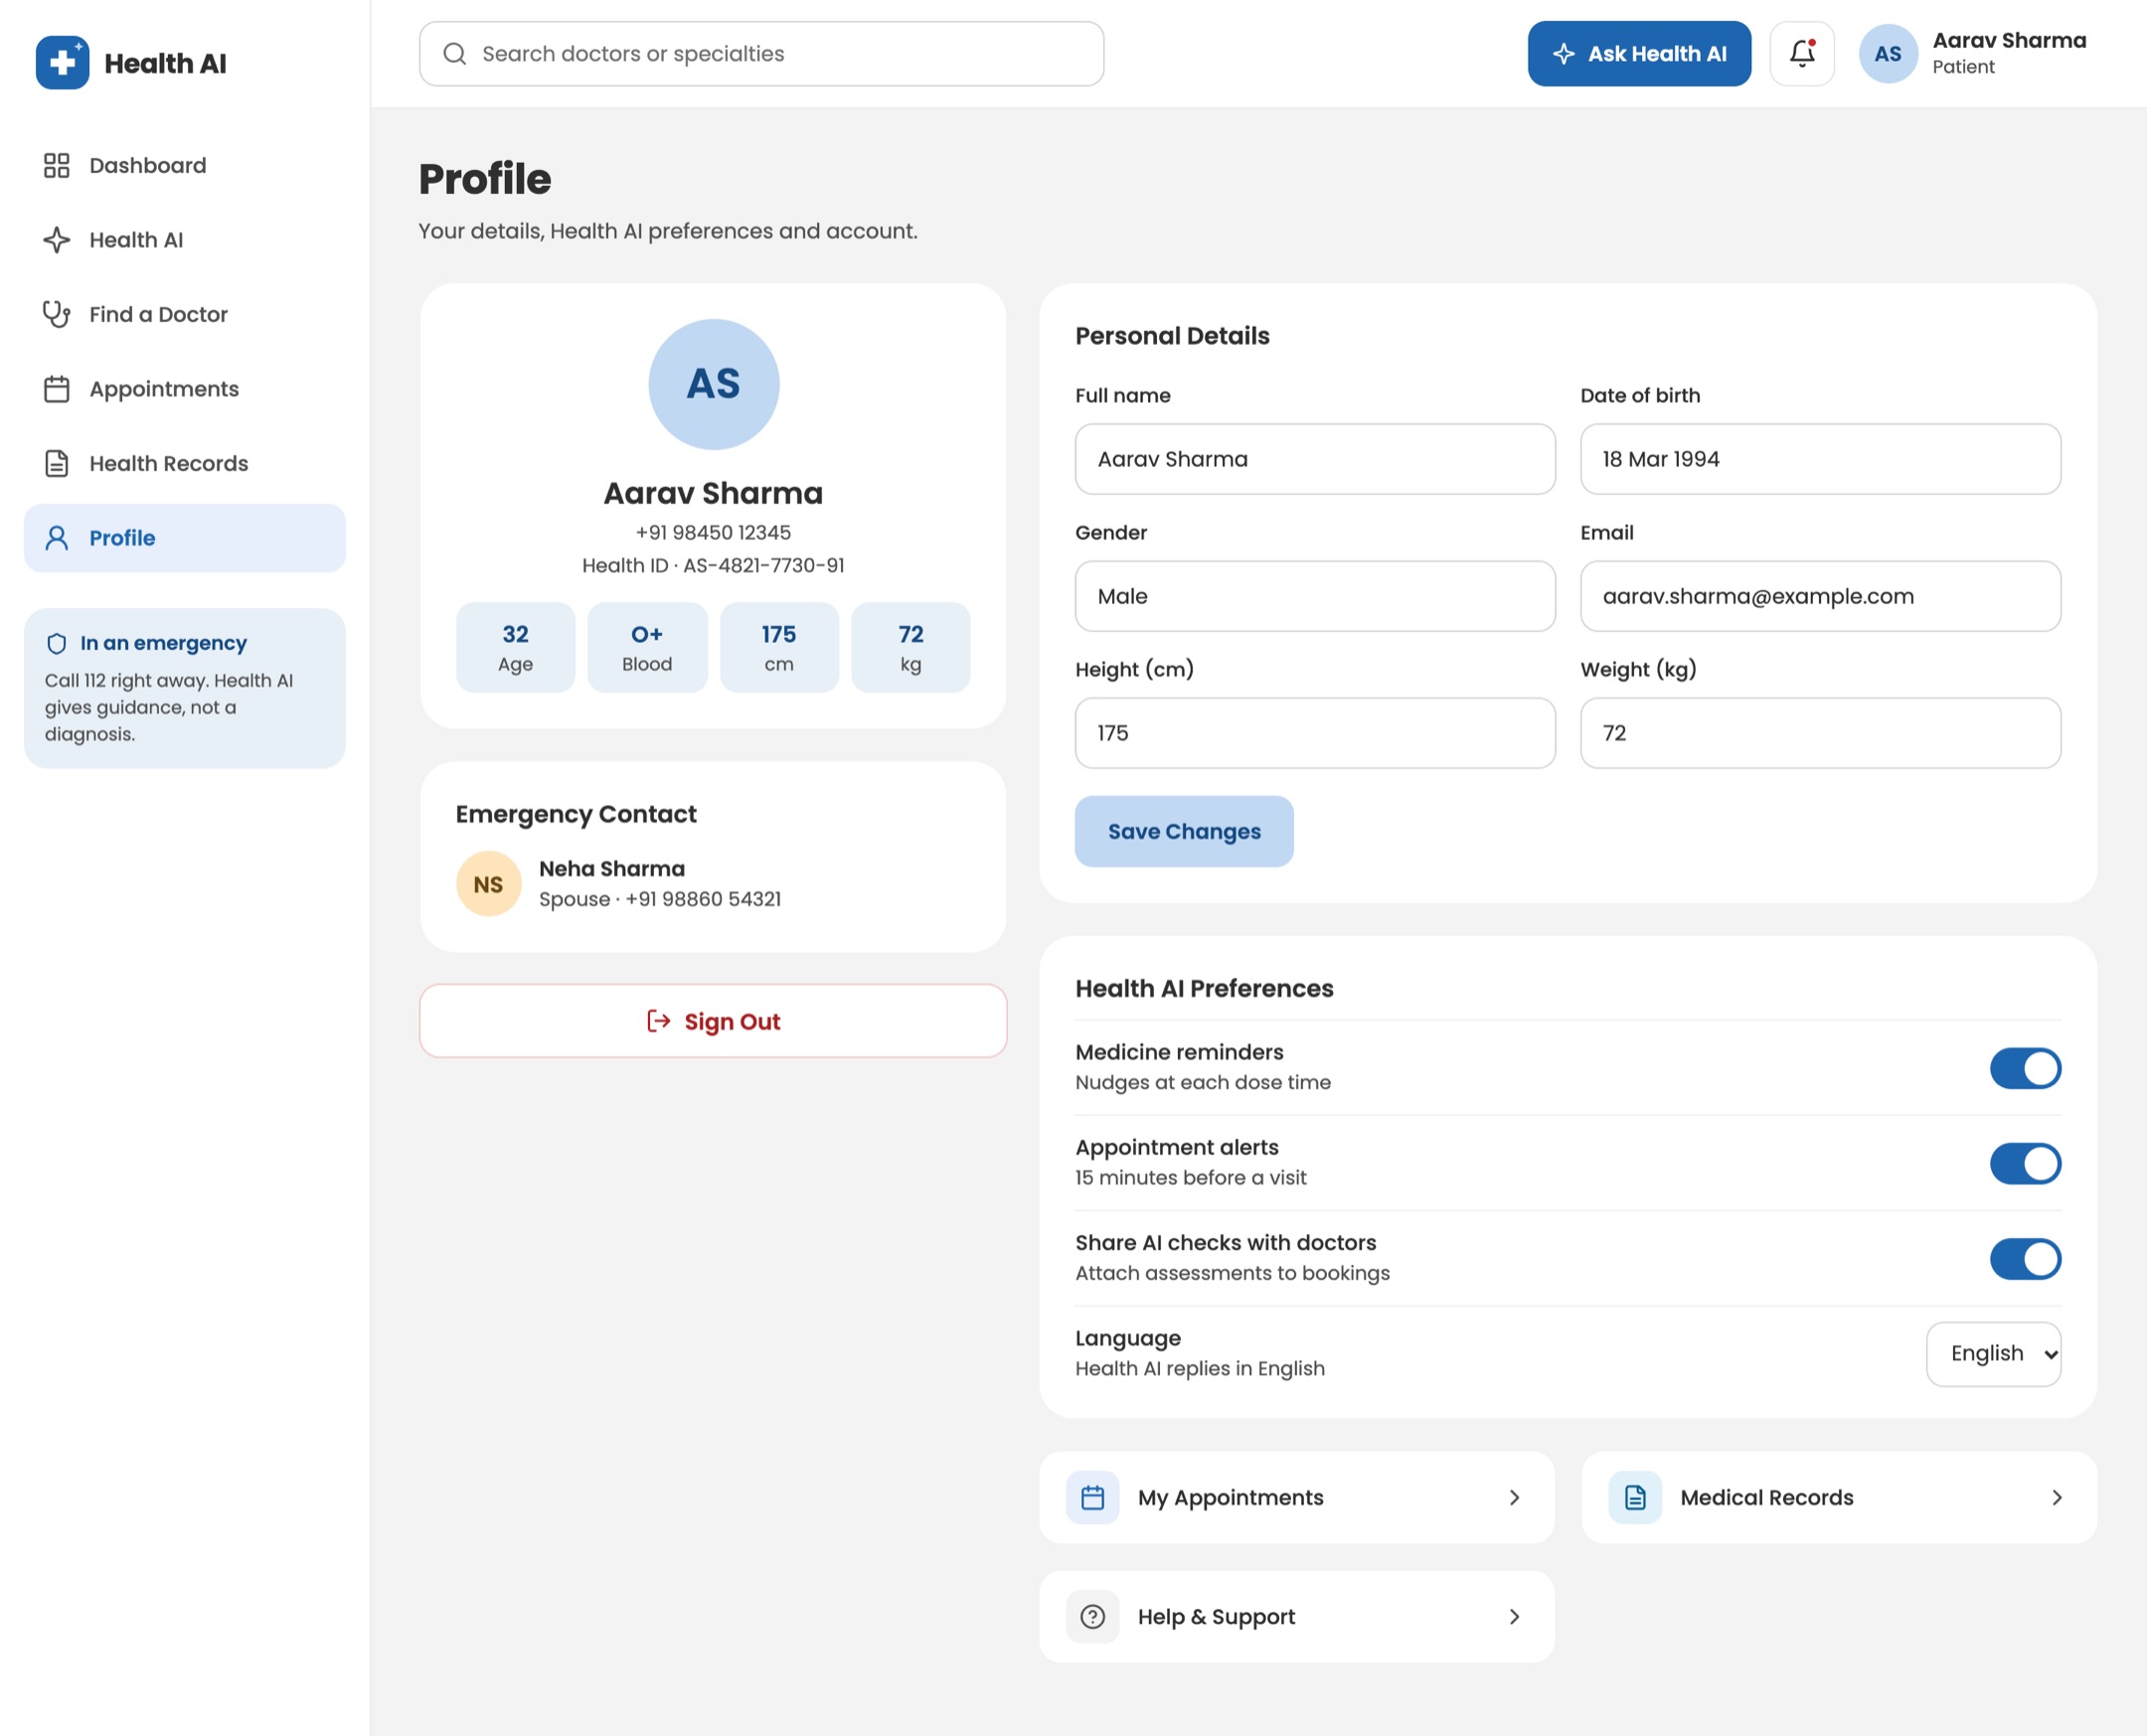 Health AI
Dashboard
Health AI
Find a Doctor
Appointments
Health Records
Profile
In an emergency
Call 112 right away. Health AI
gives guidance, not a
diagnosis.
Search doctors or specialties
Ask Health AI
AS
Aarav Sharma
Patient
Profile
Your details, Health AI preferences and account.
AS
Aarav Sharma
+91 98450 12345
Health ID · AS-4821-7730-91
32
Age
O+
Blood
175
cm
72
kg
Emergency Contact
NS
Neha Sharma
Spouse · +91 98860 54321
Sign Out
Personal Details
Full name
Aarav Sharma
Date of birth
18 Mar 1994
Gender
Male
Email
aarav.sharma@example.com
Height (cm)
175
Weight (kg)
72
Save Changes
Health AI Preferences
Medicine reminders
Nudges at each dose time
Appointment alerts
15 minutes before a visit
Share AI checks with doctors
Attach assessments to bookings
Language
Health AI replies in English
English
My Appointments
Medical Records
Help & Support